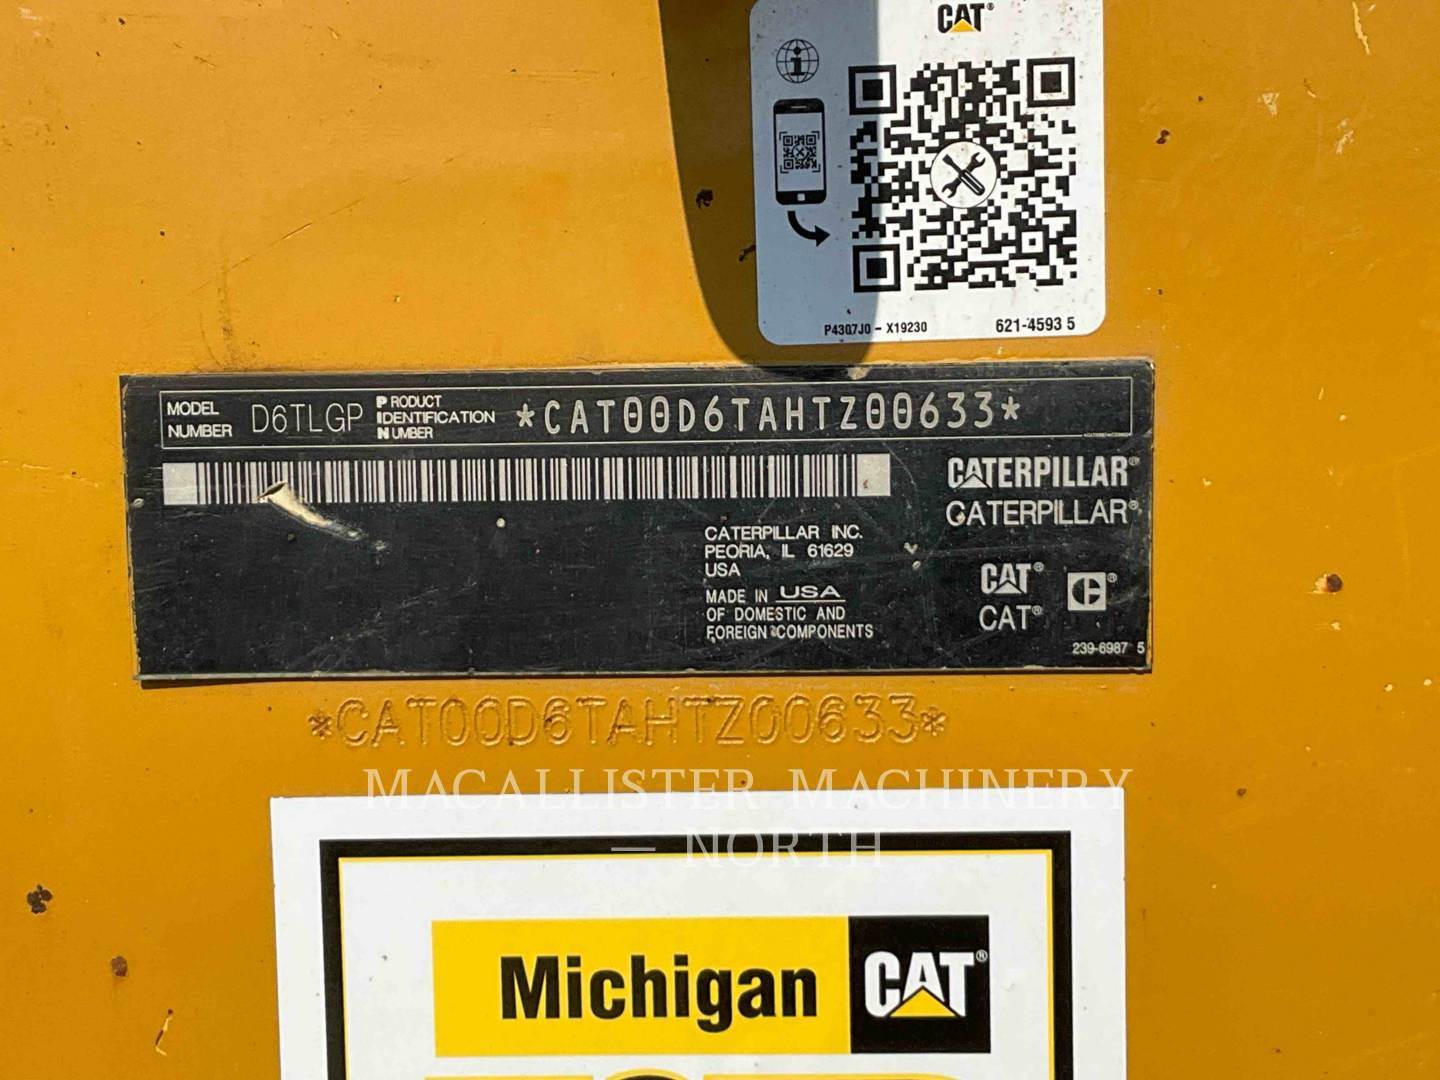 CAT®
P4307J0 - X19230
621-4593 5
MODEL NUMBER D6TLGP PRODUCT IDENTIFICATION NUMBER *CAT00D6TAHTZ00633*
CATERPILLAR®
CATERPILLAR®
CATERPILLAR INC.
PEORIA, IL 61629
USA
MADE IN USA
OF DOMESTIC AND
FOREIGN COMPONENTS
CAT®
CAT®
C®
239-6987 5
*CAT00D6TAHTZ00633*
MACALLISTER MACHINERY
— NORTH
Michigan CAT®